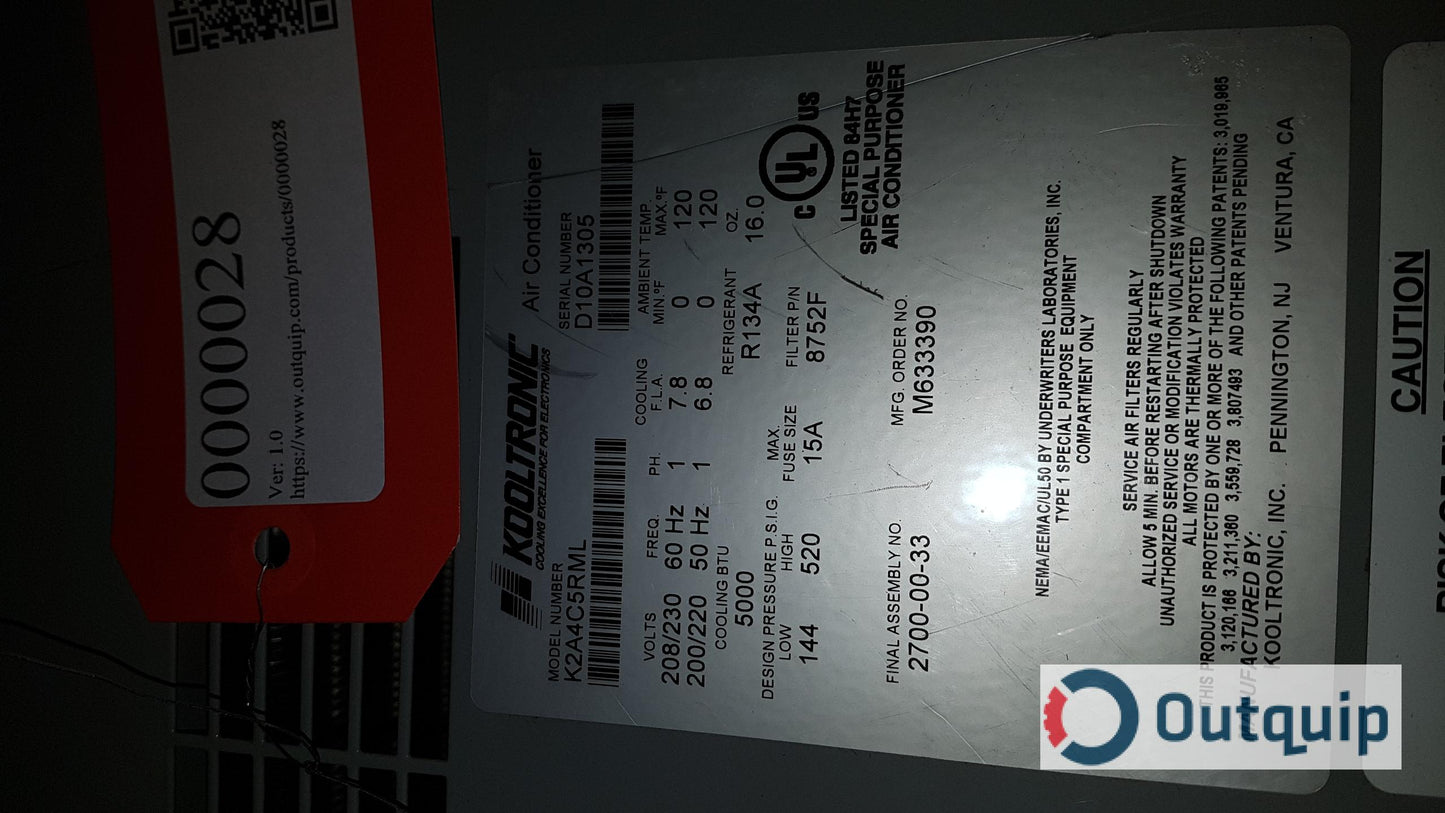 0000028
Ver: 1.0
https://www.outquip.com/products/0000028
KOOLTRONIC
COOLING EXCELLENCE FOR ELECTRONICS
Air Conditioner
MODEL NUMBER
K2A4C5RML
SERIAL NUMBER
D10A1305
VOLTS FREQ. PH. COOLING F.L.A. AMBIENT TEMP. MIN.ºF MAX.ºF
208/230 60 Hz 1 7.8 0 120
200/220 50 Hz 1 6.8 0 120
COOLING BTU REFRIGERANT OZ.
5000 R134A 16.0
DESIGN PRESSURE P.S.I.G. MAX.
LOW HIGH FUSE SIZE FILTER P/N
144 520 15A 8752F
C UL US
LISTED 84H7
SPECIAL PURPOSE
AIR CONDITIONER
FINAL ASSEMBLY NO. MFG. ORDER NO.
2700-00-33 M633390
NEMA/EEMAC/UL50 BY UNDERWRITERS LABORATORIES, INC.
TYPE 1 SPECIAL PURPOSE EQUIPMENT
COMPARTMENT ONLY
SERVICE AIR FILTERS REGULARLY
ALLOW 5 MIN. BEFORE RESTARTING AFTER SHUTDOWN
UNAUTHORIZED SERVICE OR MODIFICATION VIOLATES WARRANTY
ALL MOTORS ARE THERMALLY PROTECTED
THIS PRODUCT IS PROTECTED BY ONE OR MORE OF THE FOLLOWING PATENTS: 3,019,965
3,120,166 3,211,360 3,559,728 3,807493 AND OTHER PATENTS PENDING
MANUFACTURED BY:
KOOLTRONIC, INC. PENNINGTON, NJ VENTURA, CA
CAUTION
Outquip